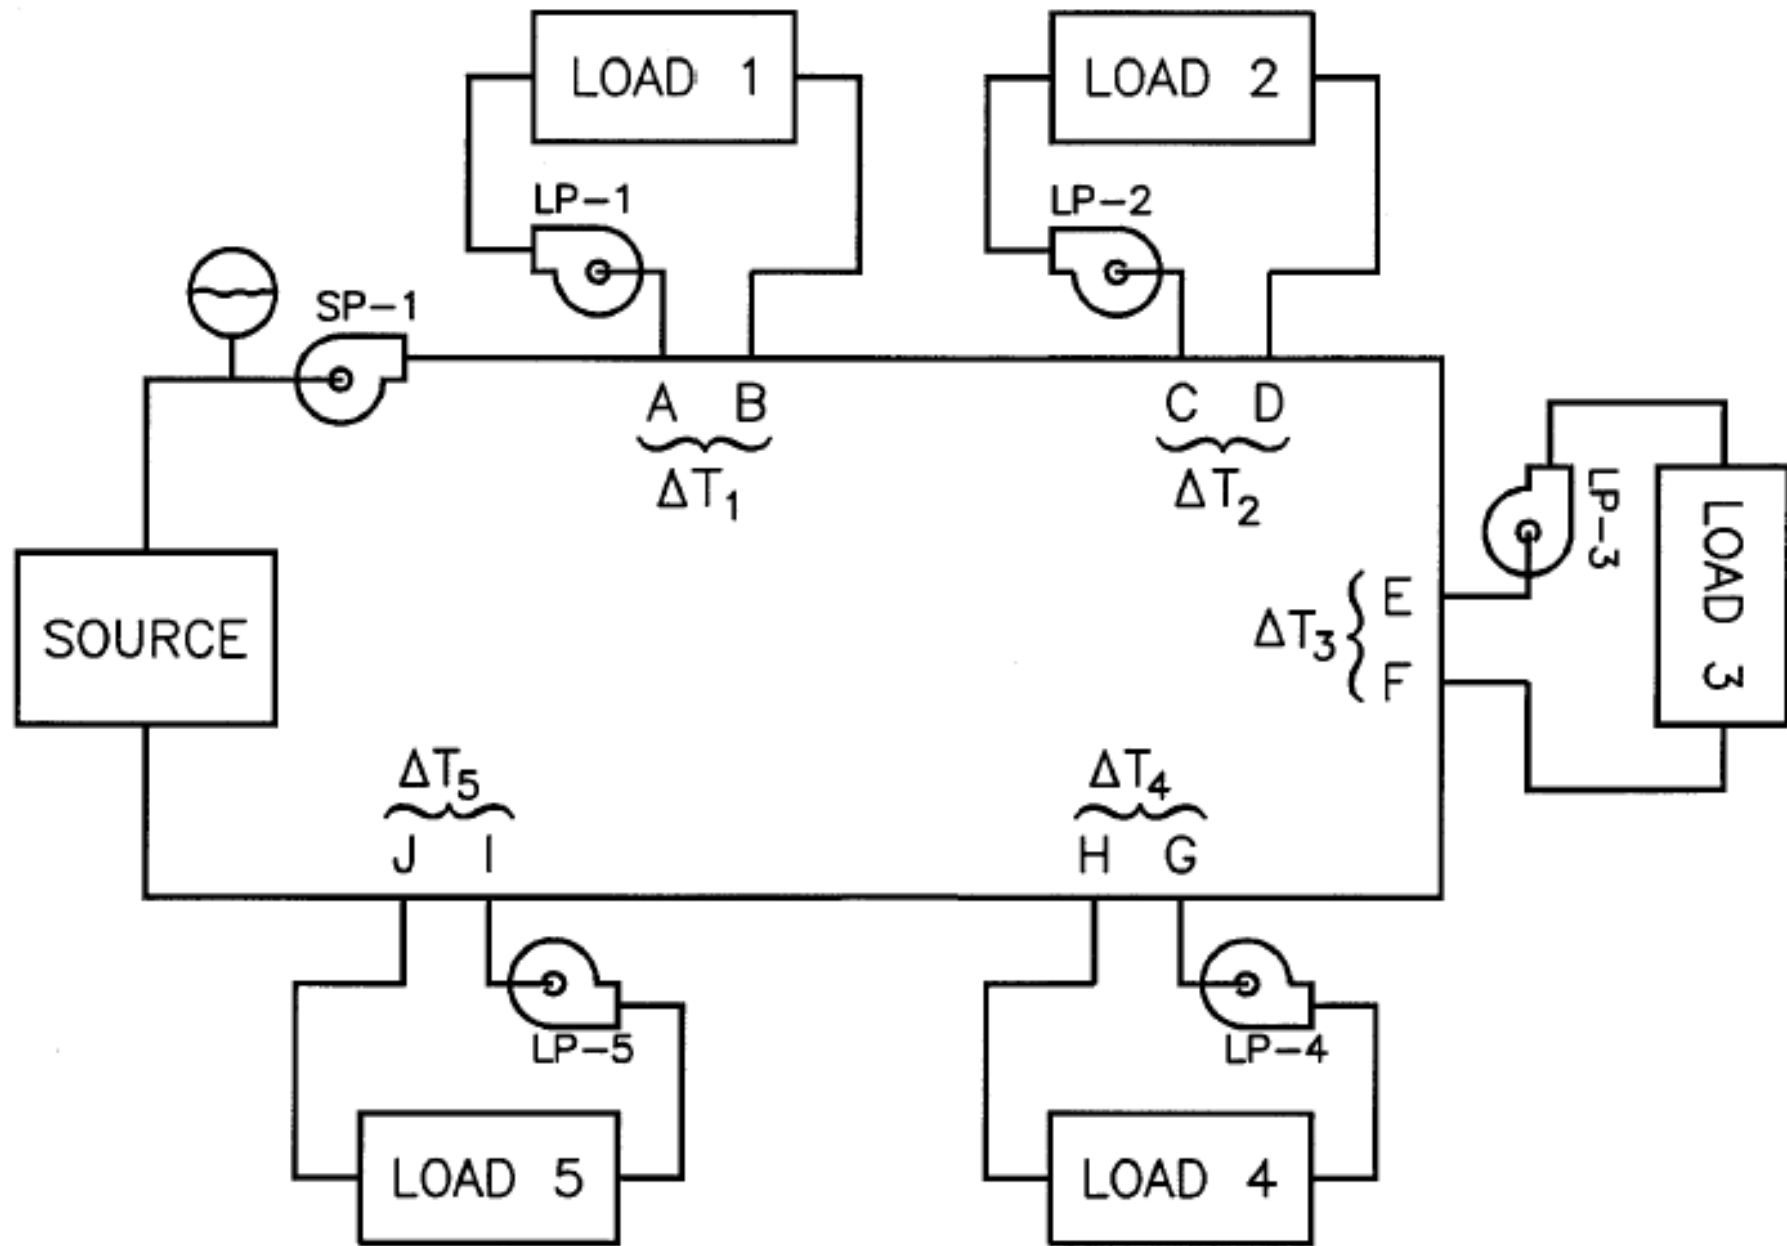 LOAD 1
LOAD 2
LP-1
LP-2
SP-1
A B
C D
ΔT₁
ΔT₂
LP-3
LOAD 3
E
ΔT₃
F
SOURCE
ΔT₅
ΔT₄
J I
H G
LP-5
LP-4
LOAD 5
LOAD 4